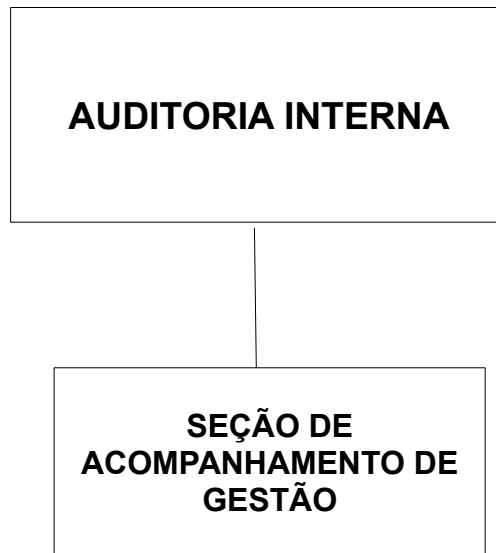 AUDITORIA INTERNA
SEÇÃO DE
ACOMPANHAMENTO DE
GESTÃO